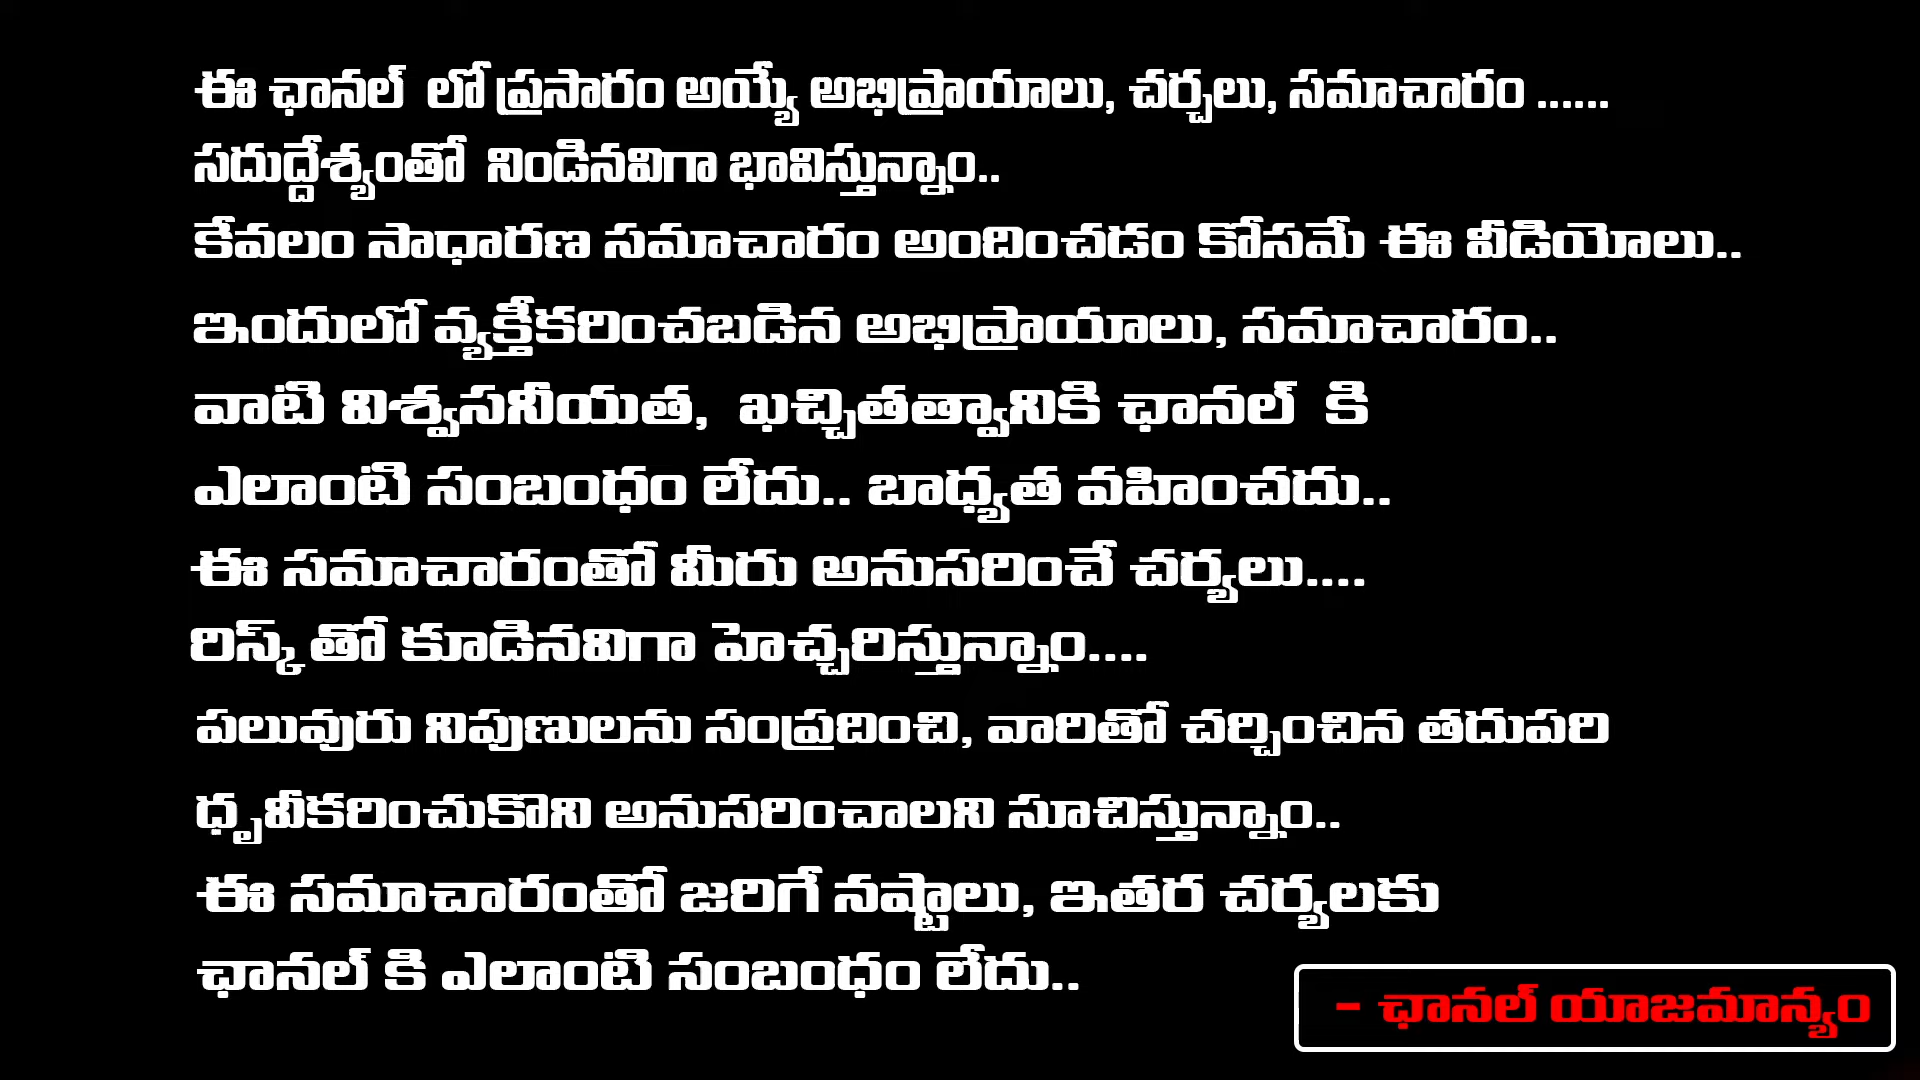 ఈ ఛానల్ లో ప్రసారం అయ్యే అభిప్రాయాలు, చర్చలు, సమాచారం ......
సదుద్దేశ్యంతో నిండినవిగా భావిస్తున్నాం..
కేవలం సాధారణ సమాచారం అందించడం కోసమే ఈ వీడియోలు..
ఇందులో వ్యక్తీకరించబడిన అభిప్రాయాలు, సమాచారం..
వాటి విశ్వసనీయత, ఖచ్చితత్వానికి ఛానల్ కి
ఎలాంటి సంబంధం లేదు.. బాధ్యత వహించదు..
ఈ సమాచారంతో మీరు అనుసరించే చర్యలు....
రిస్క్ తో కూడినవిగా హెచ్చరిస్తున్నాం....
పలువురు నిపుణులను సంప్రదించి, వారితో చర్చించిన తదుపరి
ధృవీకరించుకొని అనుసరించాలని సూచిస్తున్నాం..
ఈ సమాచారంతో జరిగే నష్టాలు, ఇతర చర్యలకు
ఛానల్ కి ఎలాంటి సంబంధం లేదు..
- ఛానల్ యాజమాన్యం